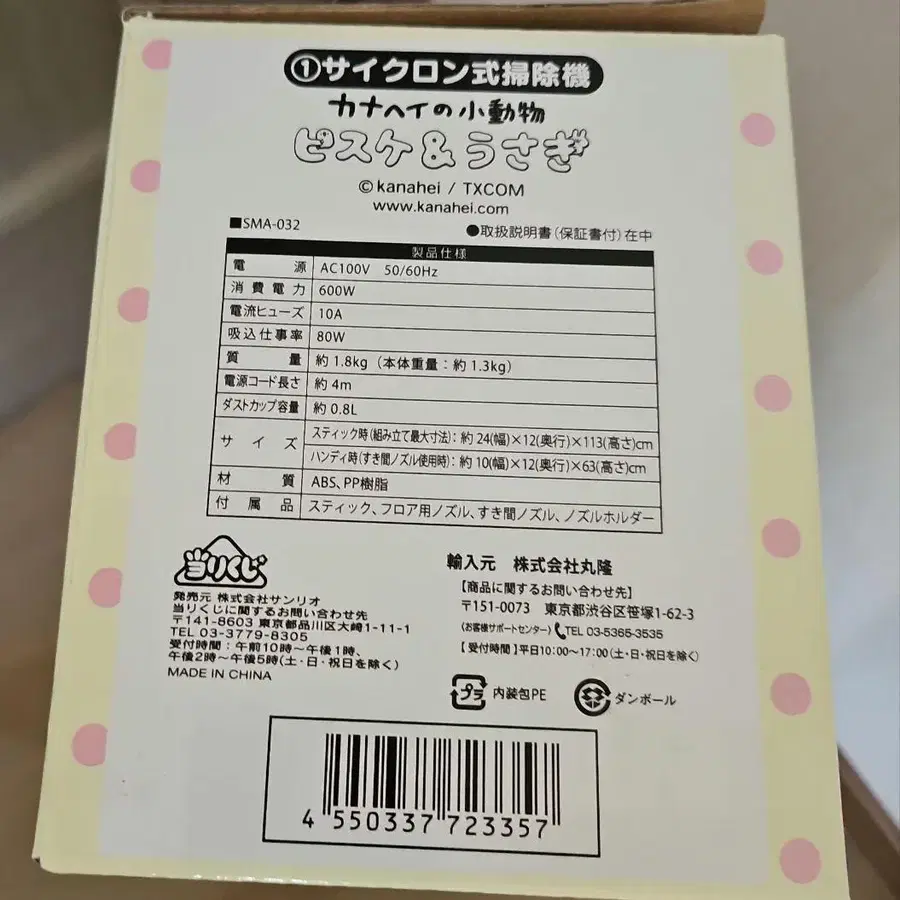 ①サイクロン式掃除機
カナヘイの小動物
ピスケ&うさぎ
©kanahei / TXCOM
www.kanahei.com
■SMA-032
●取扱説明書(保証書付)在中
製品仕様
電源 AC100V 50/60Hz
消費電力 600W
電流ヒューズ 10A
吸込仕事率 80W
質量 約1.8kg(本体重量:約1.3kg)
電源コード長さ 約4m
ダストカップ容量 約0.8L
サイズ スティック時(組み立て最大寸法):約24(幅)×12(奥行)×113(高さ)cm
ハンディ時(すき間ノズル使用時):約10(幅)×12(奥行)×63(高さ)cm
材質 ABS、PP樹脂
付属品 スティック、フロア用ノズル、すき間ノズル、ノズルホルダー
当りくじ
発売元 株式会社サンリオ
当りくじに関するお問い合わせ先
〒141-8603 東京都品川区大崎1-11-1
TEL 03-3779-8305
受付時間:午前10時〜午後1時、
午後2時〜午後5時(土・日・祝日を除く)
MADE IN CHINA
輸入元 株式会社丸隆
【商品に関するお問い合わせ先】
〒151-0073 東京都渋谷区笹塚1-62-3
(お客様サポートセンター) TEL 03-5365-3535
【受付時間】平日10:00〜17:00(土・日・祝日を除く)
プラ 内装包PE
ダンボール
4 550337 723357